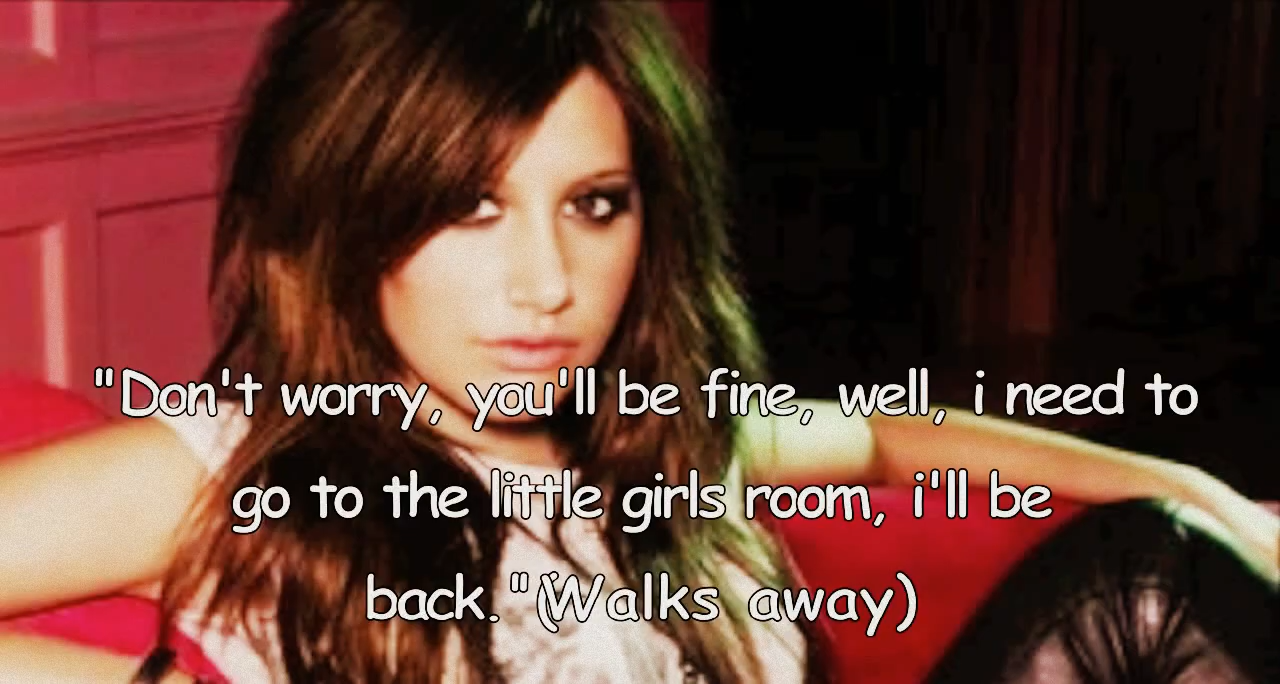 "Don't worry, you'll be fine, well, i need to
go to the little girls room, i'll be
back."(Walks away)